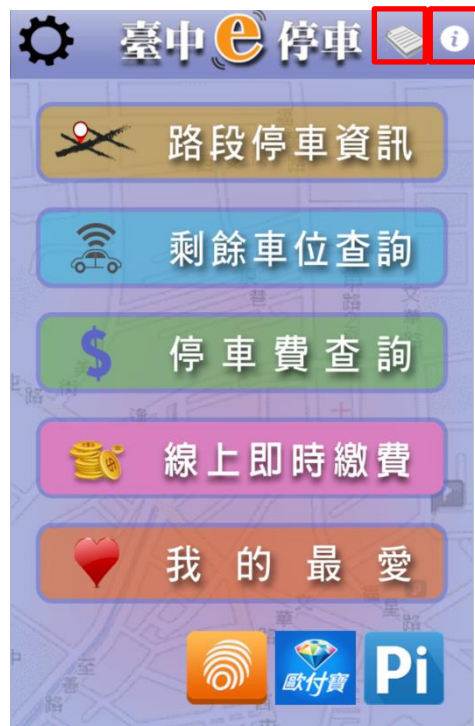 臺中e停車 i
路段停車資訊
剩餘車位查詢
$ 停車費查詢
線上即時繳費
我的最愛
歐付寶 Pi